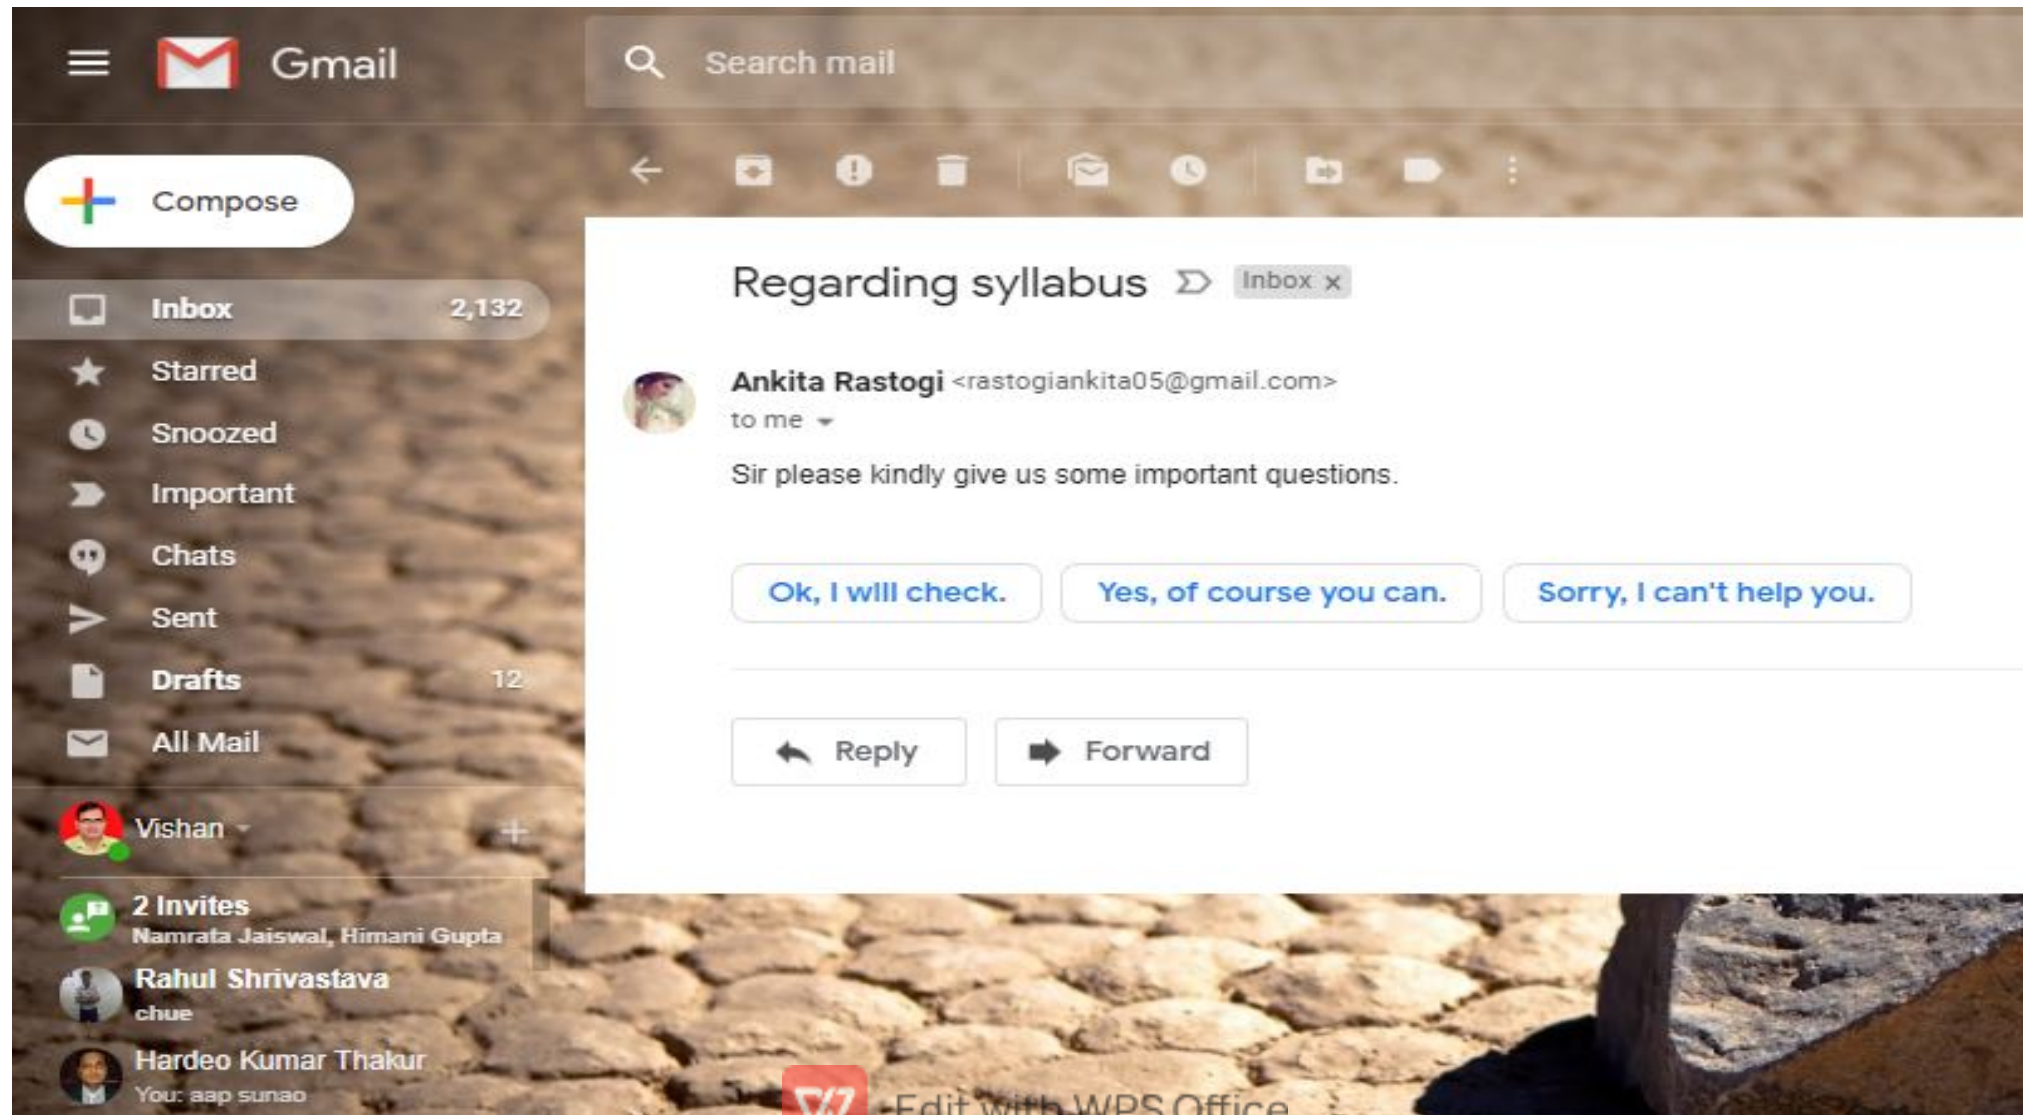 Gmail
Search mail
Compose
Inbox 2,132
Starred
Snoozed
Important
Chats
Sent
Drafts 12
All Mail
Vishan
2 Invites
Namrata Jaiswal, Himani Gupta
Rahul Shrivastava
chue
Hardeo Kumar Thakur
You: aap sunao
Regarding syllabus Inbox x
Ankita Rastogi <rastogiankita05@gmail.com>
to me
Sir please kindly give us some important questions.
Ok, I will check. Yes, of course you can. Sorry, I can't help you.
Reply Forward
Edit with WPS Office